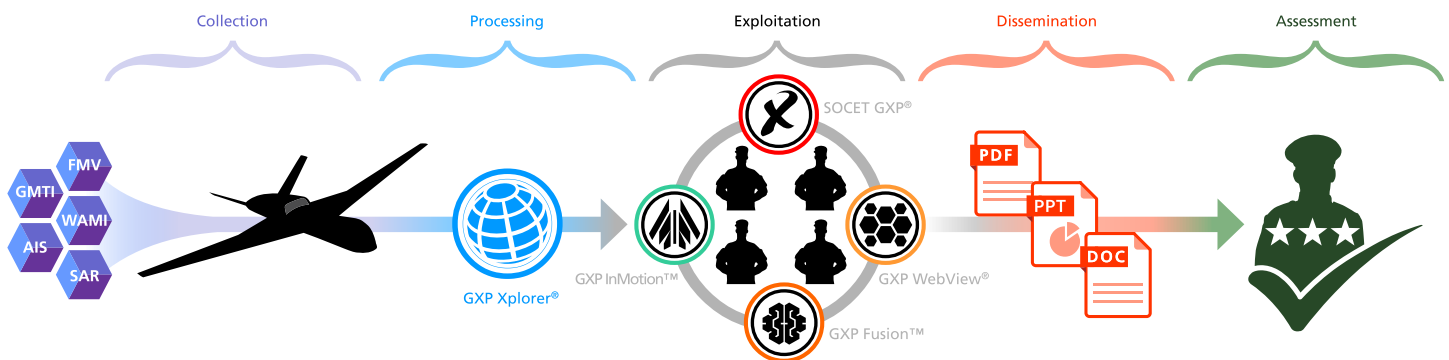 Collection
Processing
Exploitation
Dissemination
Assessment
FMV
GMTI
WAMI
AIS
SAR
GXP Xplorer®
SOCET GXP®
GXP InMotion™
GXP WebView®
GXP Fusion™
PDF
PPT
DOC